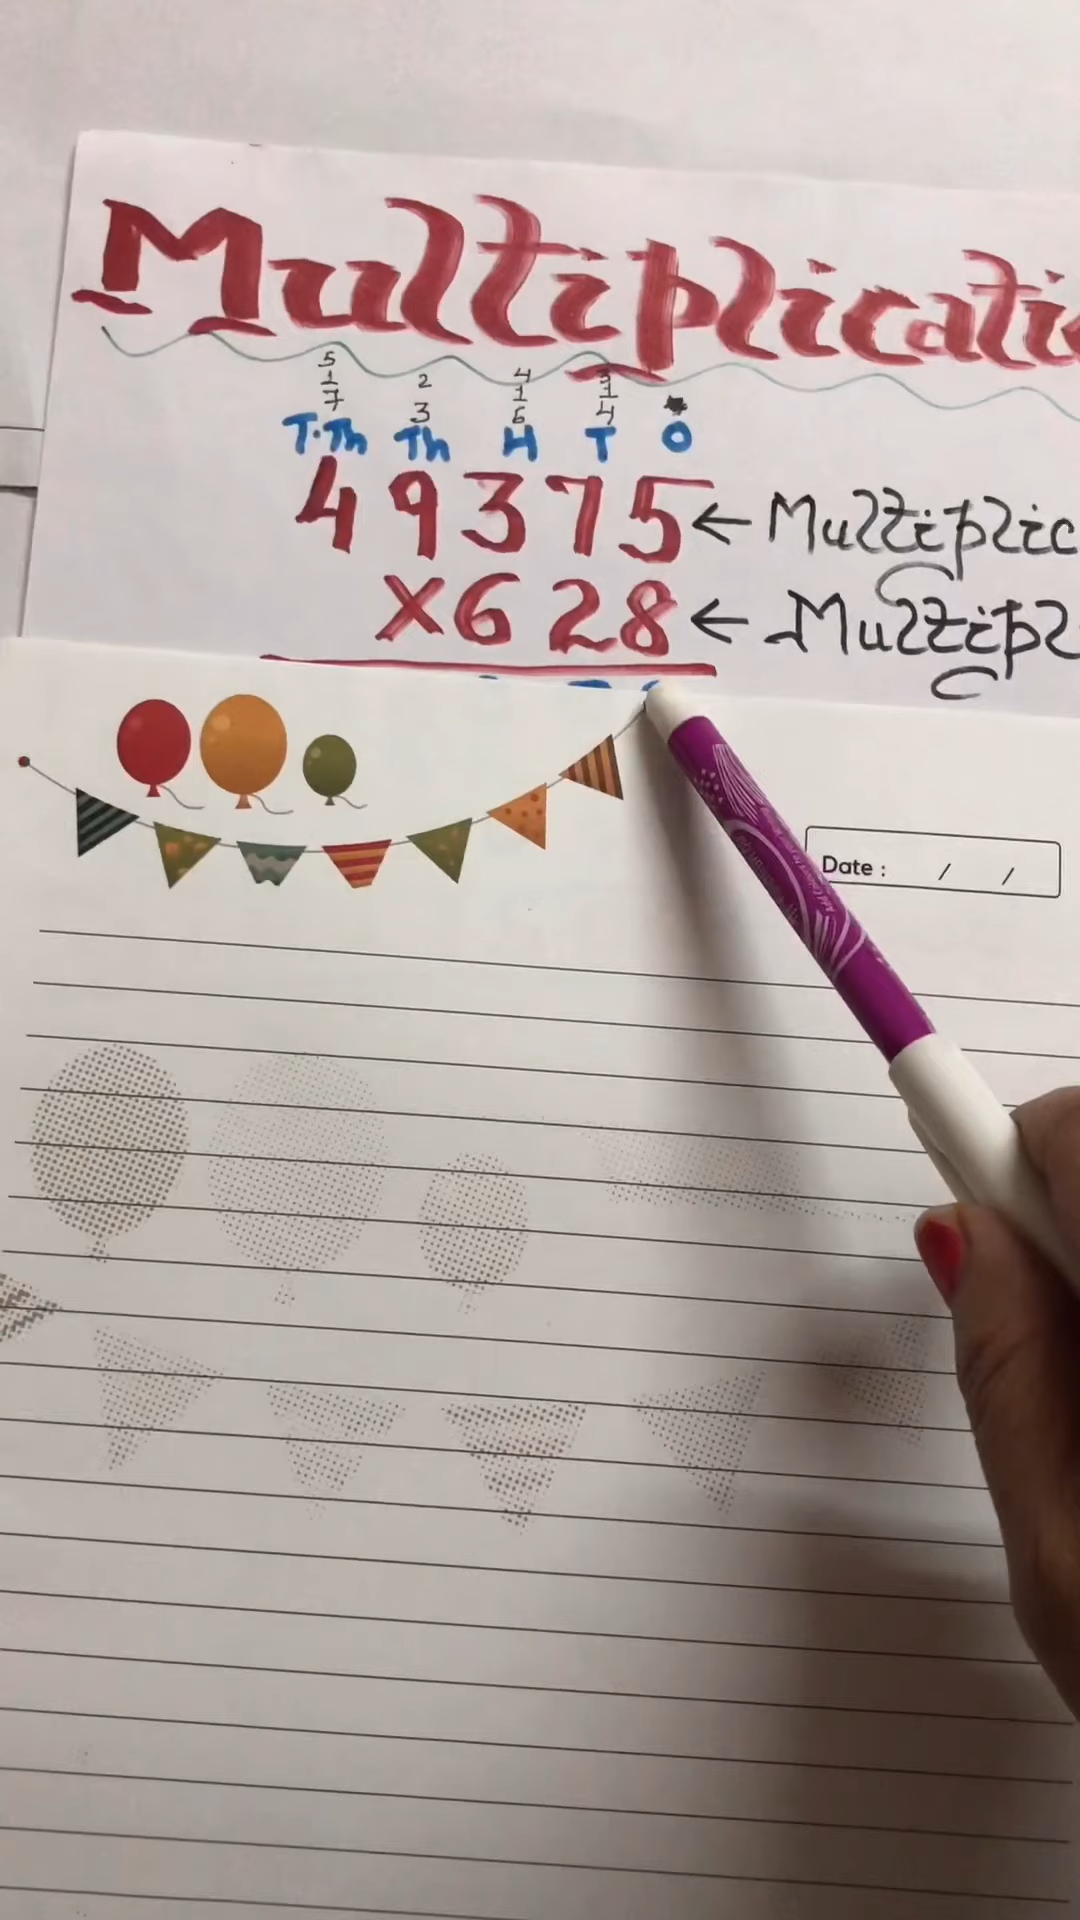 Multiplicati
5 2 4 3
1 1 1
7 3 6 4
T.Th Th H T O
49375 ← Multiplic
×628 ← Multipl
Date : / /